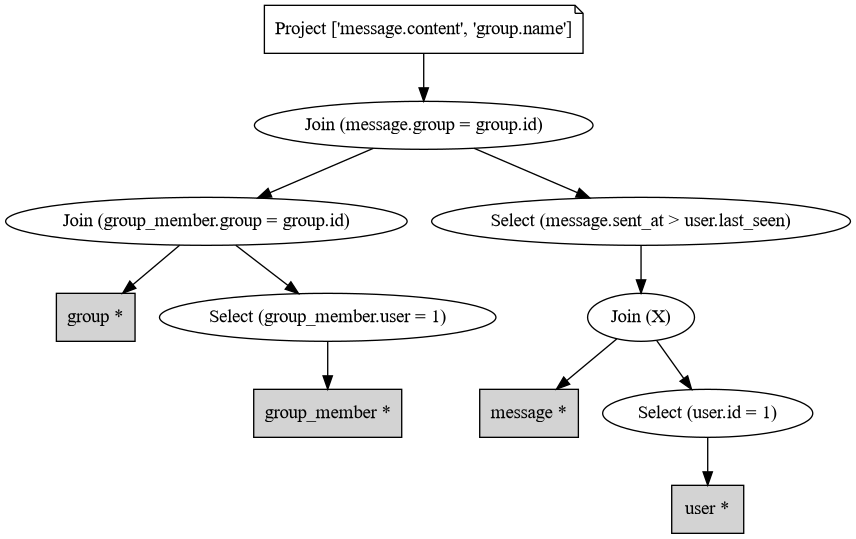 Project ['message.content', 'group.name']
Join (message.group = group.id)
Join (group_member.group = group.id)
Select (message.sent_at > user.last_seen)
group *
Select (group_member.user = 1)
Join (X)
group_member *
message *
Select (user.id = 1)
user *